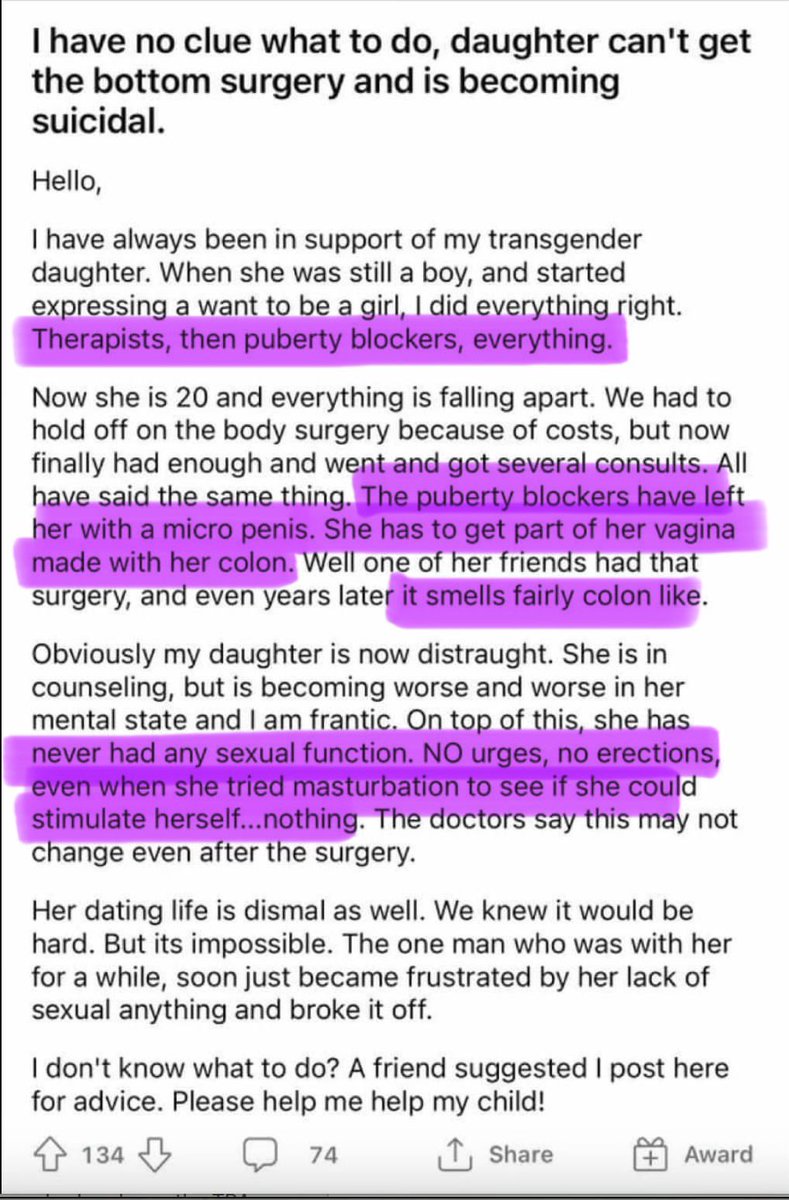 I have no clue what to do, daughter can't get
the bottom surgery and is becoming
suicidal.
Hello,
I have always been in support of my transgender
daughter. When she was still a boy, and started
expressing a want to be a girl, I did everything right.
Therapists, then puberty blockers, everything.
Now she is 20 and everything is falling apart. We had to
hold off on the body surgery because of costs, but now
finally had enough and went and got several consults. All
have said the same thing. The puberty blockers have left
her with a micro penis. She has to get part of her vagina
made with her colon. Well one of her friends had that
surgery, and even years later it smells fairly colon like.
Obviously my daughter is now distraught. She is in
counseling, but is becoming worse and worse in her
mental state and I am frantic. On top of this, she has
never had any sexual function. NO urges, no erections,
even when she tried masturbation to see if she could
stimulate herself...nothing. The doctors say this may not
change even after the surgery.
Her dating life is dismal as well. We knew it would be
hard. But its impossible. The one man who was with her
for a while, soon just became frustrated by her lack of
sexual anything and broke it off.
I don't know what to do? A friend suggested I post here
for advice. Please help me help my child!
134 74 Share Award